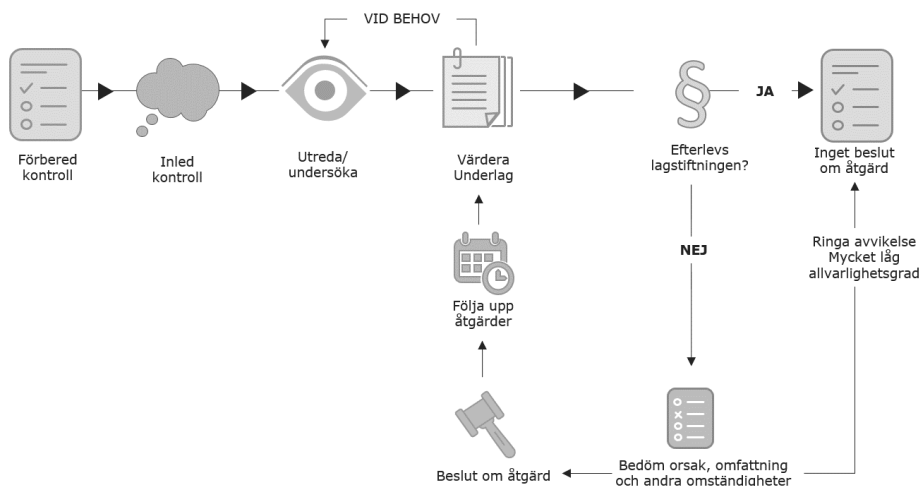 VID BEHOV
Förbered
kontroll
Inled
kontroll
Utreda/
undersöka
Värdera
Underlag
Efterlevs
lagstiftningen?
JA
Inget beslut
om åtgärd
NEJ
Ringa avvikelse
Mycket låg
allvarlighetsgrad
Följa upp
åtgärder
Beslut om åtgärd
Bedöm orsak, omfattning
och andra omständigheter